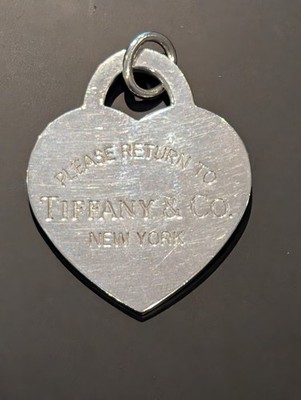 PLEASE RETURN TO
TIFFANY & CO.
NEW YORK